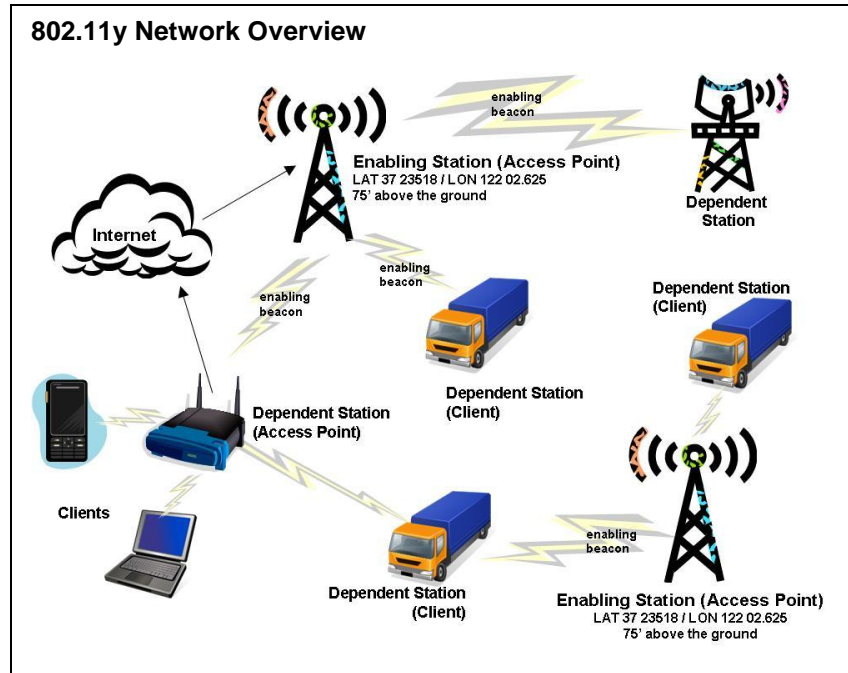 802.11y Network Overview
enabling
beacon
Enabling Station (Access Point)
LAT 37 23518 / LON 122 02.625
75' above the ground
Dependent
Station
Internet
enabling
beacon
enabling
beacon
Dependent Station
(Client)
Dependent Station
(Client)
Dependent Station
(Access Point)
Clients
enabling
beacon
Dependent Station
(Client)
Enabling Station (Access Point)
LAT 37 23518 / LON 122 02.625
75' above the ground